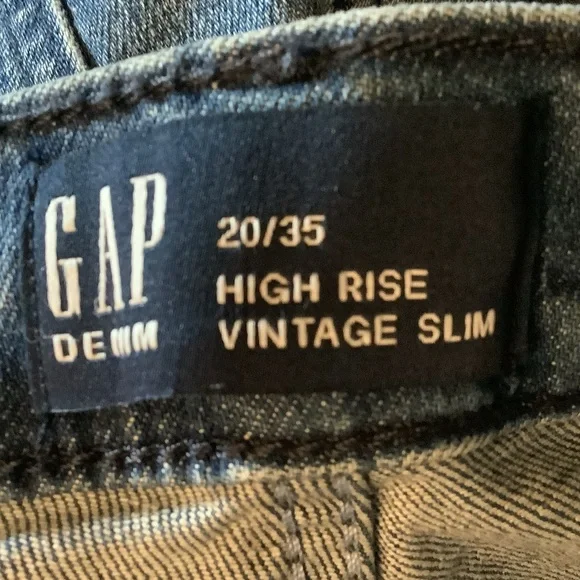 GAP
DENIM
20/35
HIGH RISE
VINTAGE SLIM